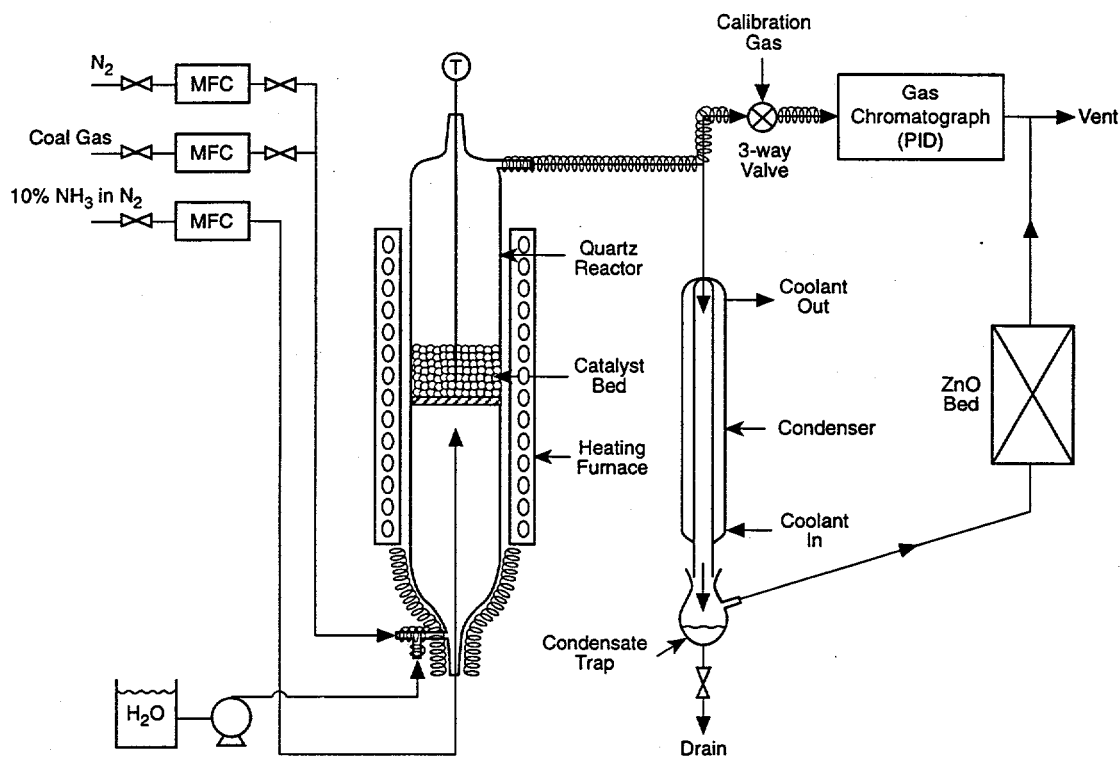 N2
MFC
Coal Gas
MFC
10% NH3 in N2
MFC
T
Calibration
Gas
3-way
Valve
Gas
Chromatograph
(PID)
Vent
Quartz
Reactor
Catalyst
Bed
Heating
Furnace
Coolant
Out
Condenser
Coolant
In
ZnO
Bed
Condensate
Trap
Drain
H2O